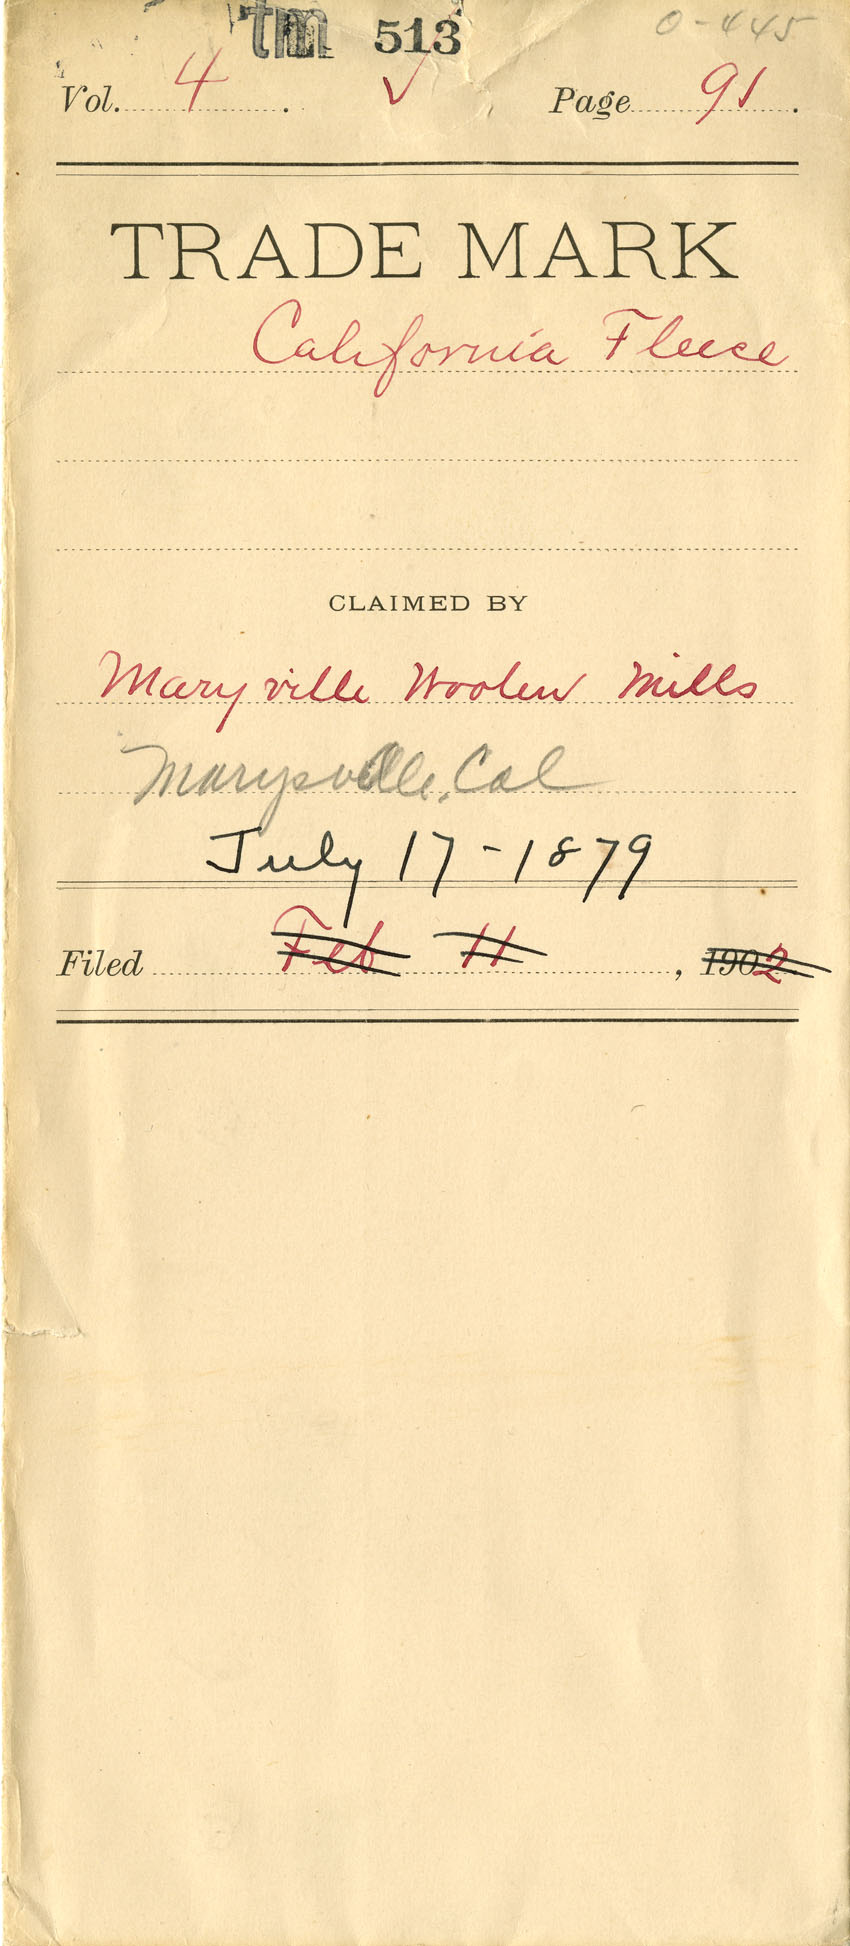 tm 513 0-445
Vol. 4. ✓ Page 91.
TRADE MARK
California Fleece
CLAIMED BY
Maryville Woolen Mills
Marysville, Cal
July 17-1879
Filed Feb 11, 1902.